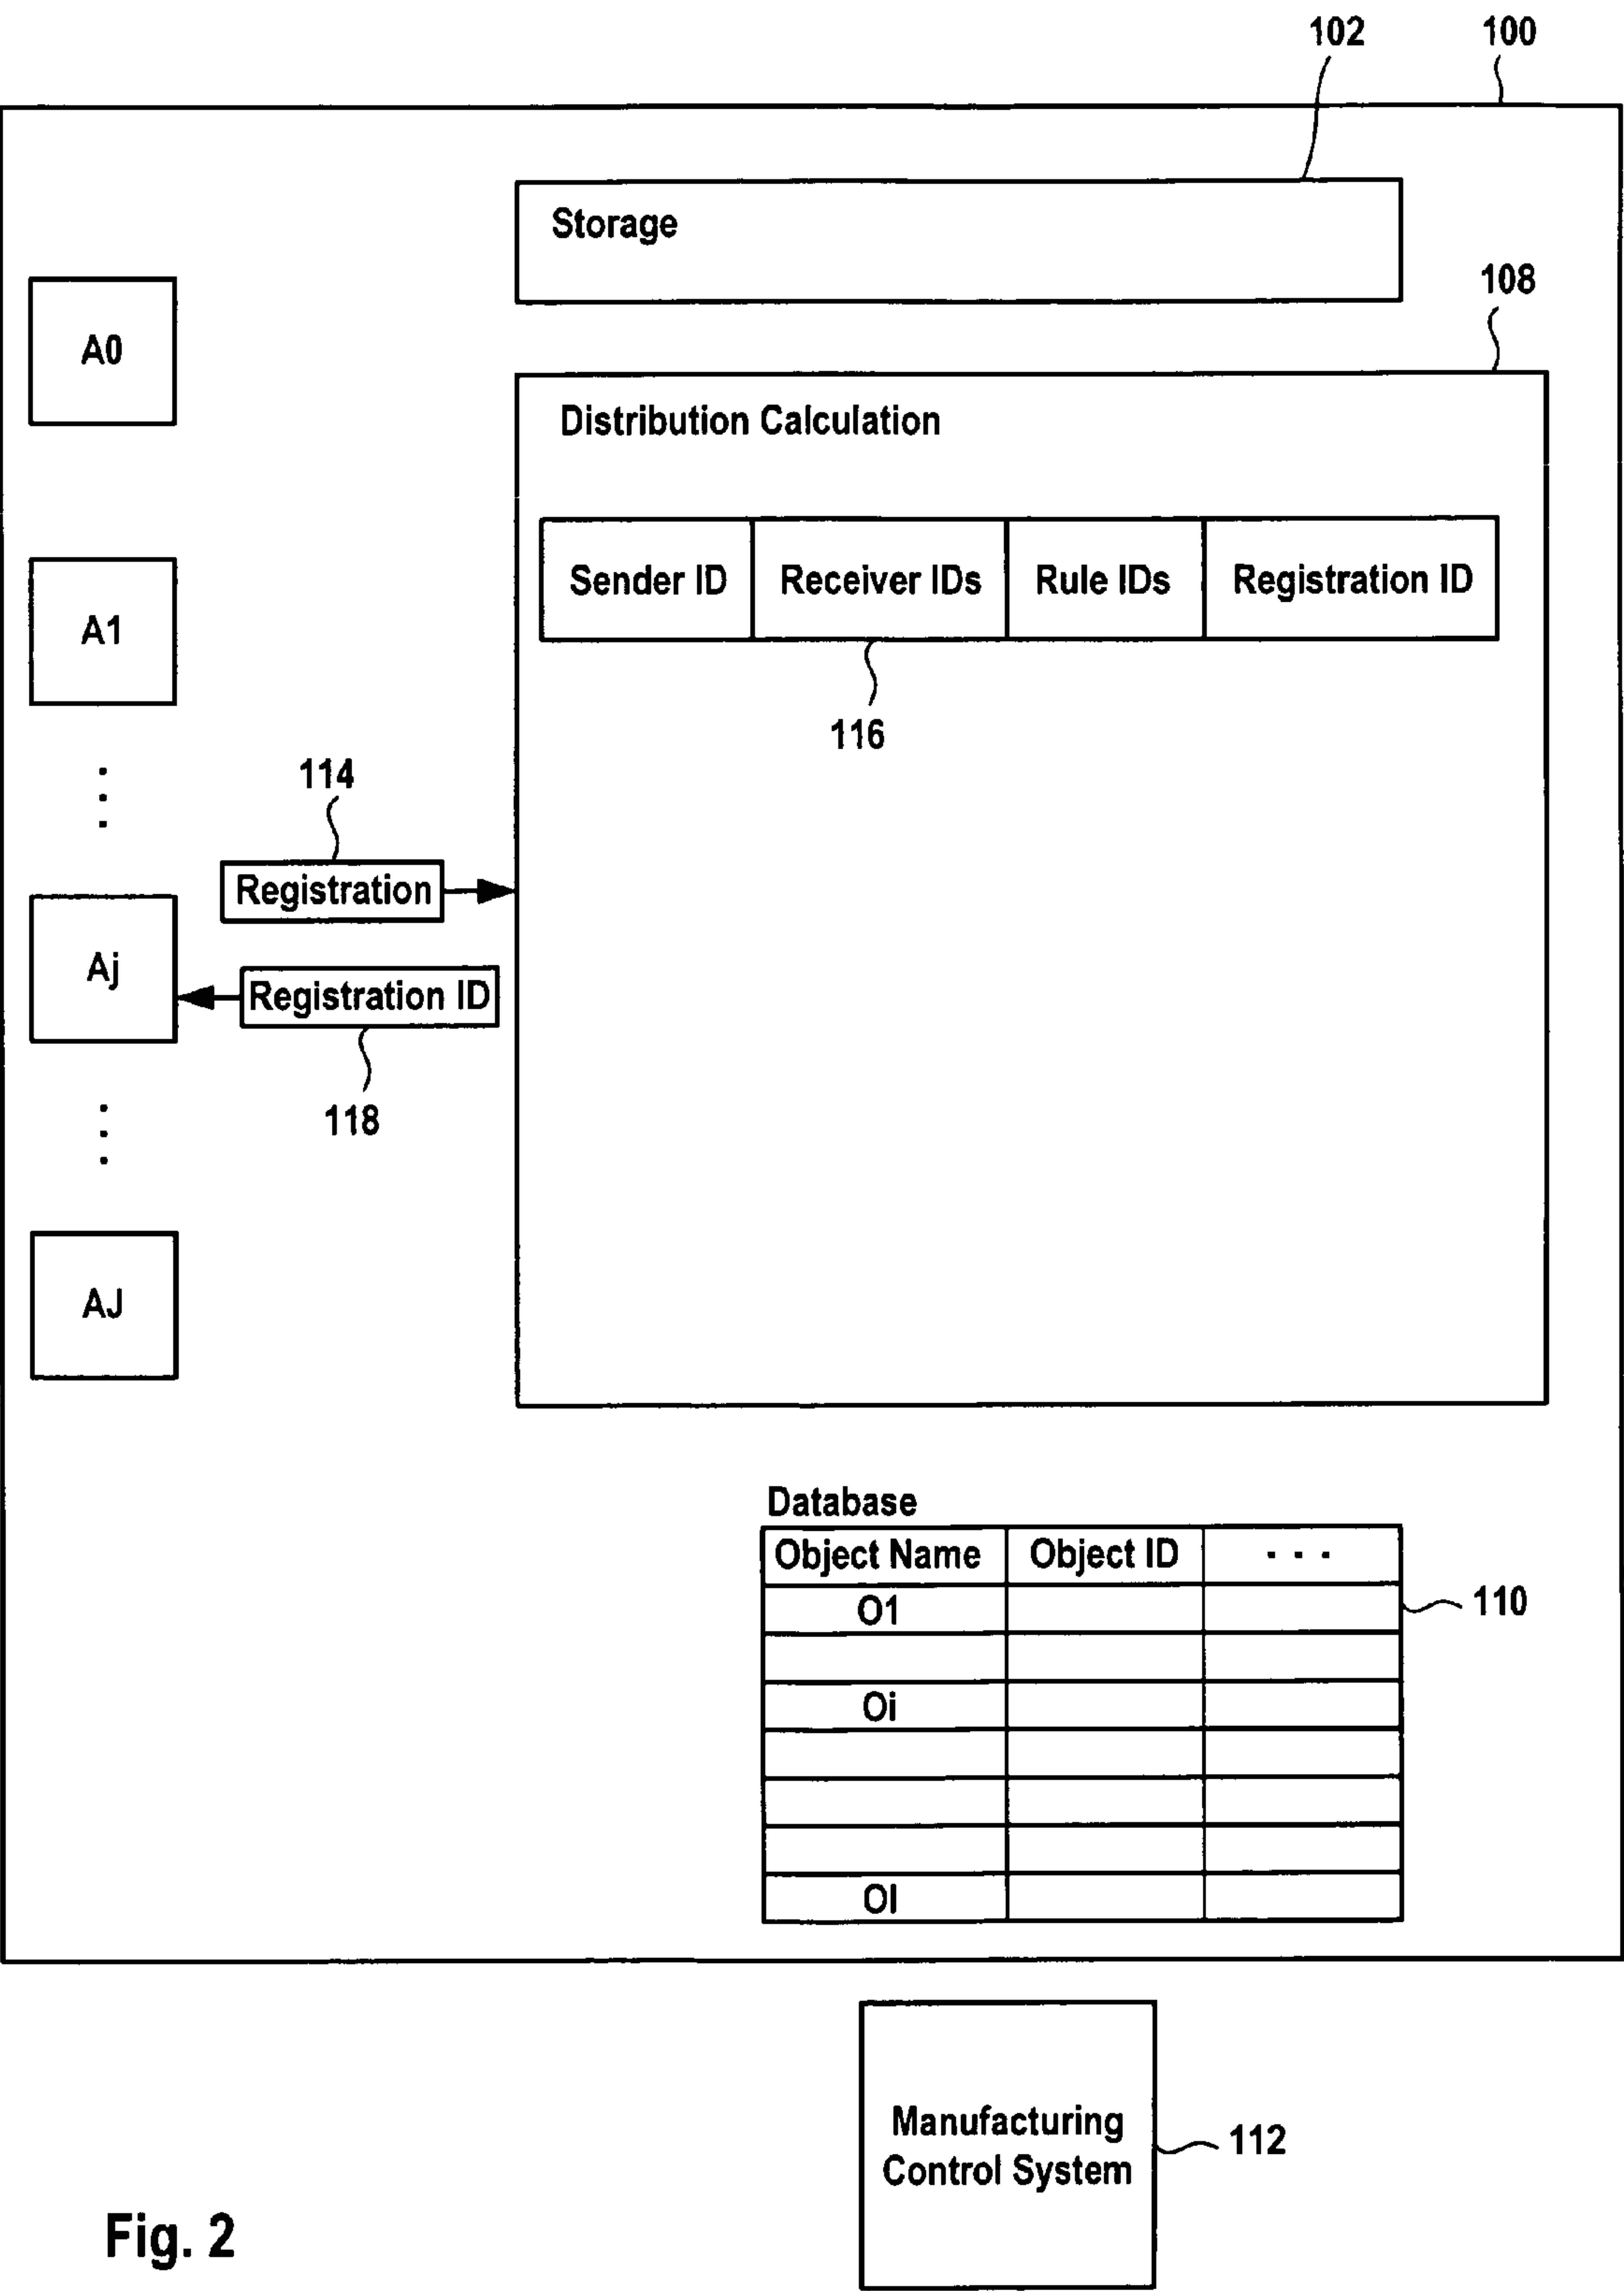 102
100
Storage
108
A0
Distribution Calculation
Sender ID
Receiver IDs
Rule IDs
Registration ID
A1
116
114
Registration
Aj
Registration ID
118
AJ
Database
Object Name
Object ID
. . .
O1
110
Oi
OI
Manufacturing
Control System
112
Fig. 2